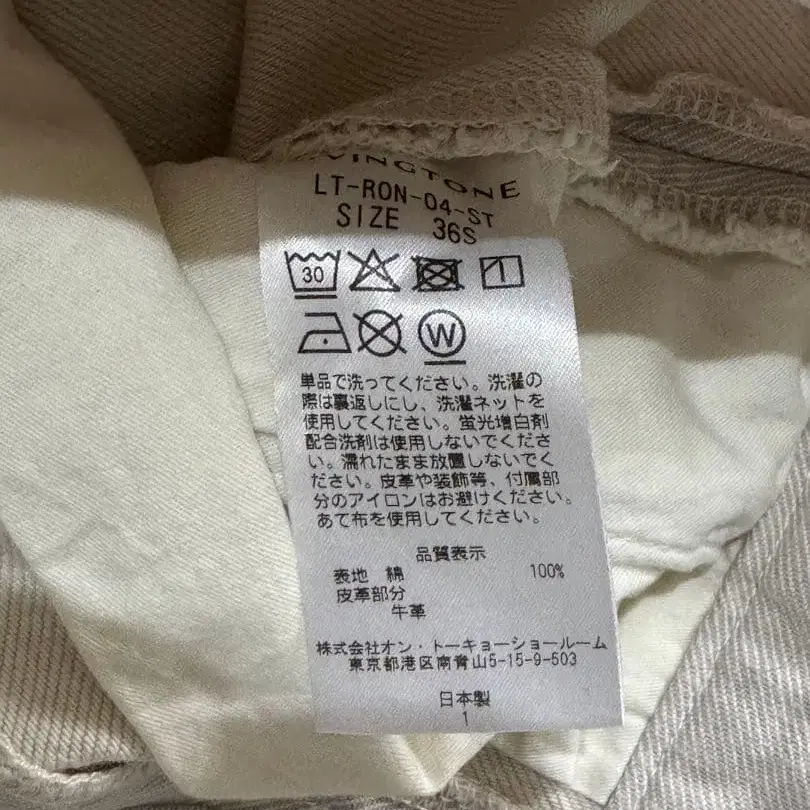 VINGTONE
LT-RON-04-ST
SIZE 36S
30
W
単品で洗ってください。洗濯の
際は裏返しにし、洗濯ネットを
使用してください。蛍光増白剤
配合洗剤は使用しないでくださ
い。濡れたまま放置しないでく
ださい。皮革や装飾等、付属部
分のアイロンはお避けください。
あて布を使用してください。
品質表示
表地 綿 100%
皮革部分
牛革
株式会社オン・トーキョーショールーム
東京都港区南青山5-15-9-503
日本製
1